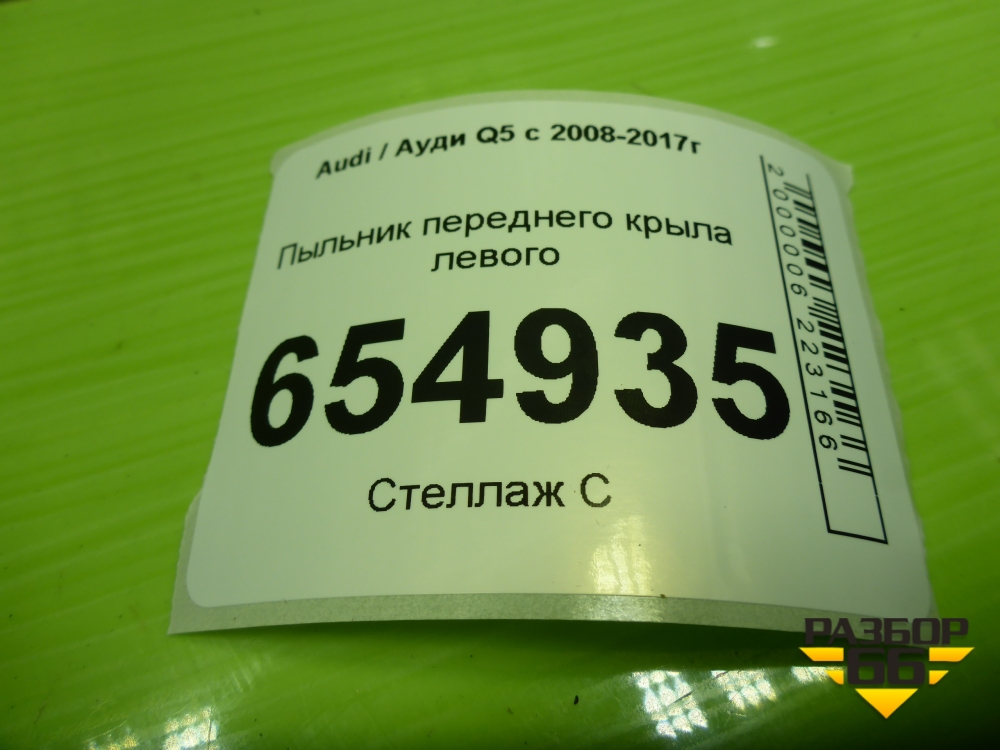 Audi / Ауди Q5 с 2008-2017г
Пыльник переднего крыла
левого
654935
Стеллаж С
2000006223166
РАЗБОР
66